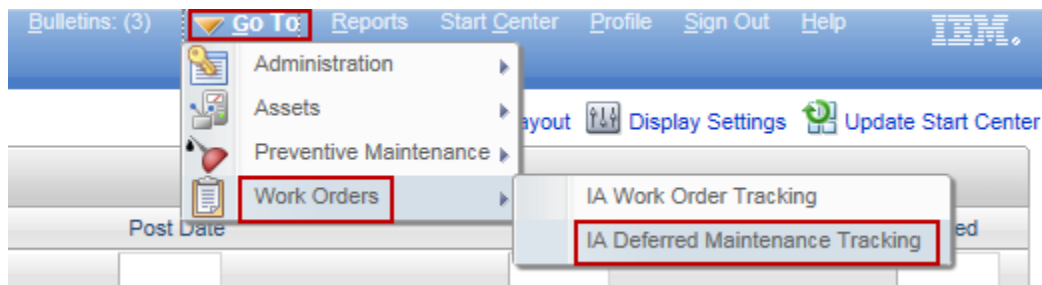 Bulletins: (3) Go To Reports Start Center Profile Sign Out Help IBM.
Administration
Assets
ayout Display Settings Update Start Center
Preventive Maintenance
Work Orders IA Work Order Tracking
Post Date ed
IA Deferred Maintenance Tracking